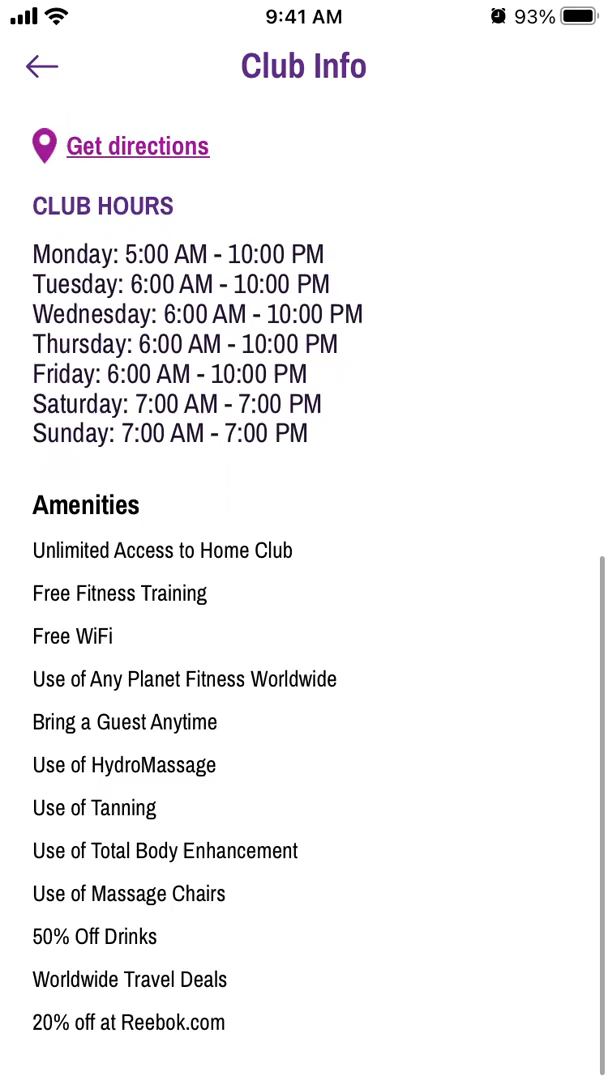 9:41 AM
93%
Club Info
Get directions
CLUB HOURS
Monday: 5:00 AM - 10:00 PM
Tuesday: 6:00 AM - 10:00 PM
Wednesday: 6:00 AM - 10:00 PM
Thursday: 6:00 AM - 10:00 PM
Friday: 6:00 AM - 10:00 PM
Saturday: 7:00 AM - 7:00 PM
Sunday: 7:00 AM - 7:00 PM
Amenities
Unlimited Access to Home Club
Free Fitness Training
Free WiFi
Use of Any Planet Fitness Worldwide
Bring a Guest Anytime
Use of HydroMassage
Use of Tanning
Use of Total Body Enhancement
Use of Massage Chairs
50% Off Drinks
Worldwide Travel Deals
20% off at Reebok.com